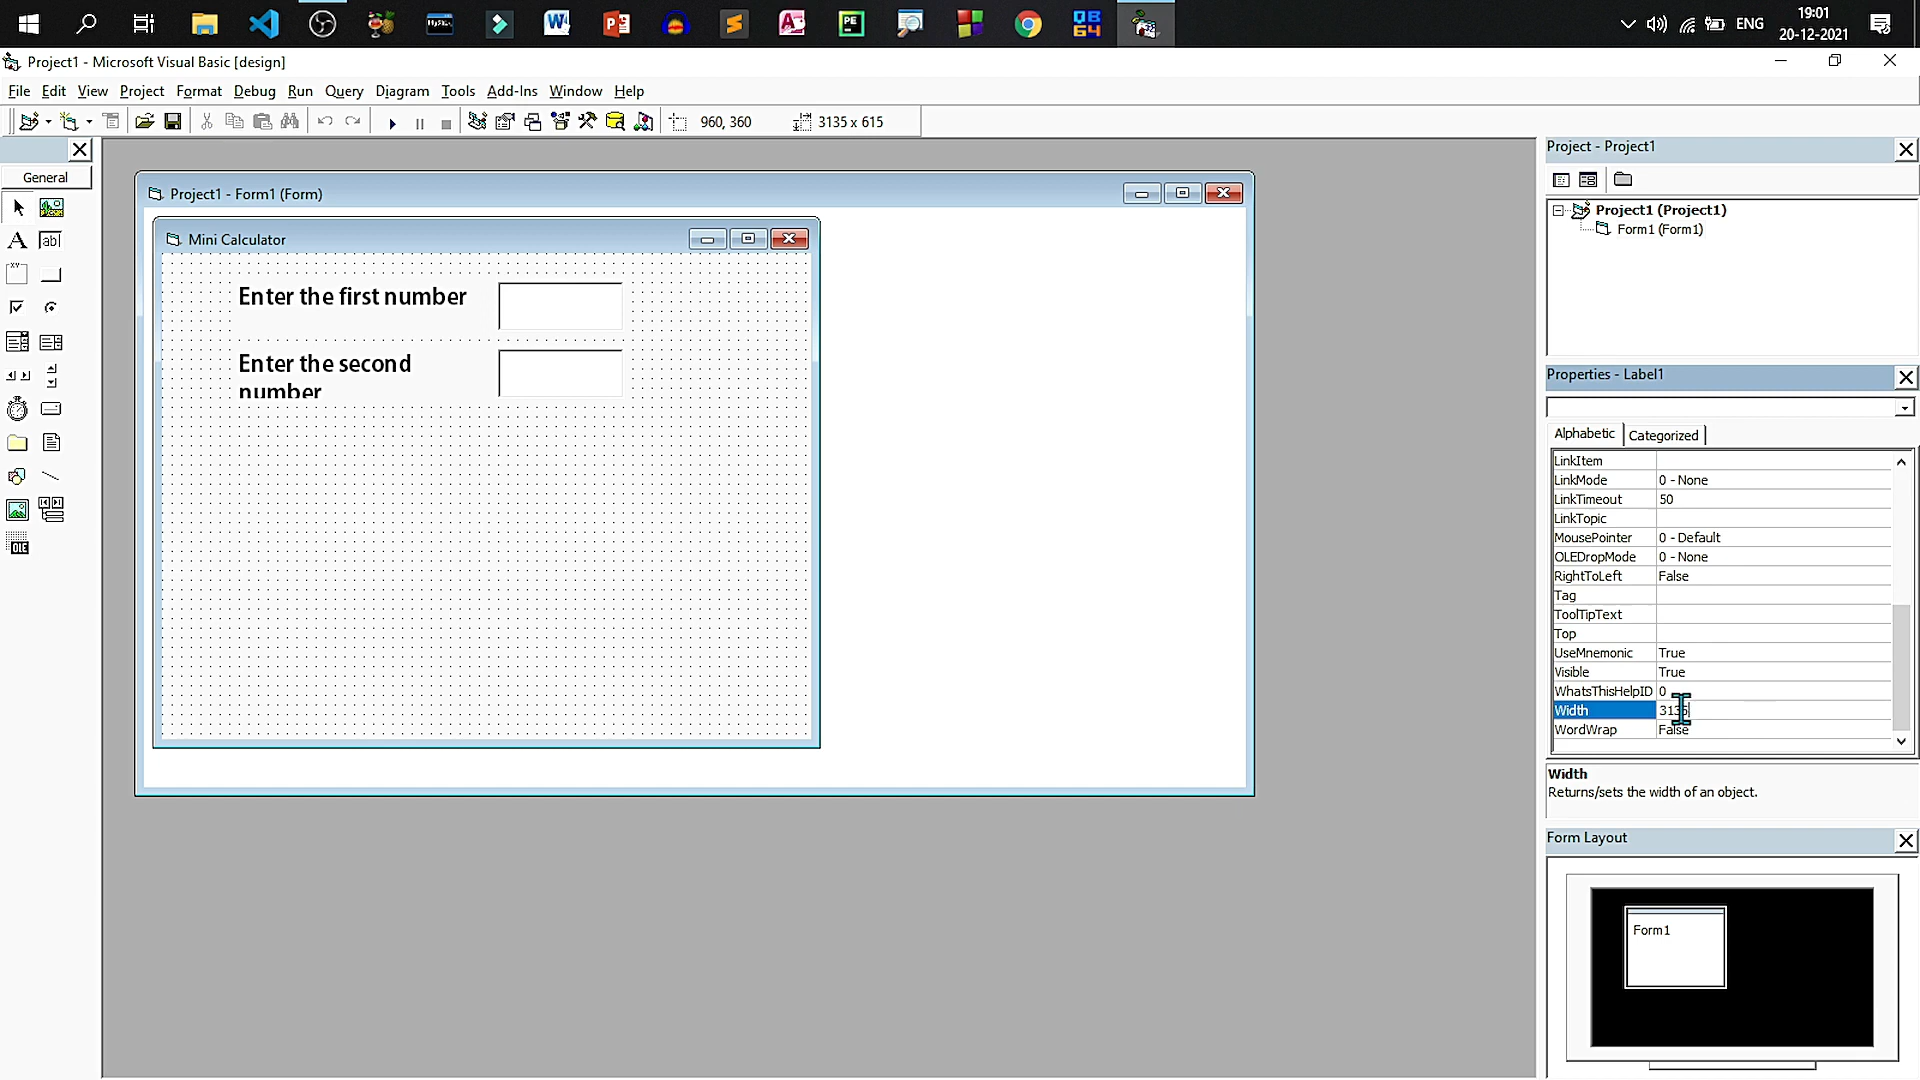 ENG
19:01
20-12-2021
Project1 - Microsoft Visual Basic [design]
File Edit View Project Format Debug Run Query Diagram Tools Add-Ins Window Help
960, 360
3135 x 615
General
A
ab|
OLE
Project1 - Form1 (Form)
Mini Calculator
Enter the first number
Enter the second
number
Project - Project1
Project1 (Project1)
Form1 (Form1)
Properties - Label1
Alphabetic Categorized
LinkItem
LinkMode 0 - None
LinkTimeout 50
LinkTopic
MousePointer 0 - Default
OLEDropMode 0 - None
RightToLeft False
Tag
ToolTipText
Top
UseMnemonic True
Visible True
WhatsThisHelpID 0
Width 3135
WordWrap False
Width
Returns/sets the width of an object.
Form Layout
Form1